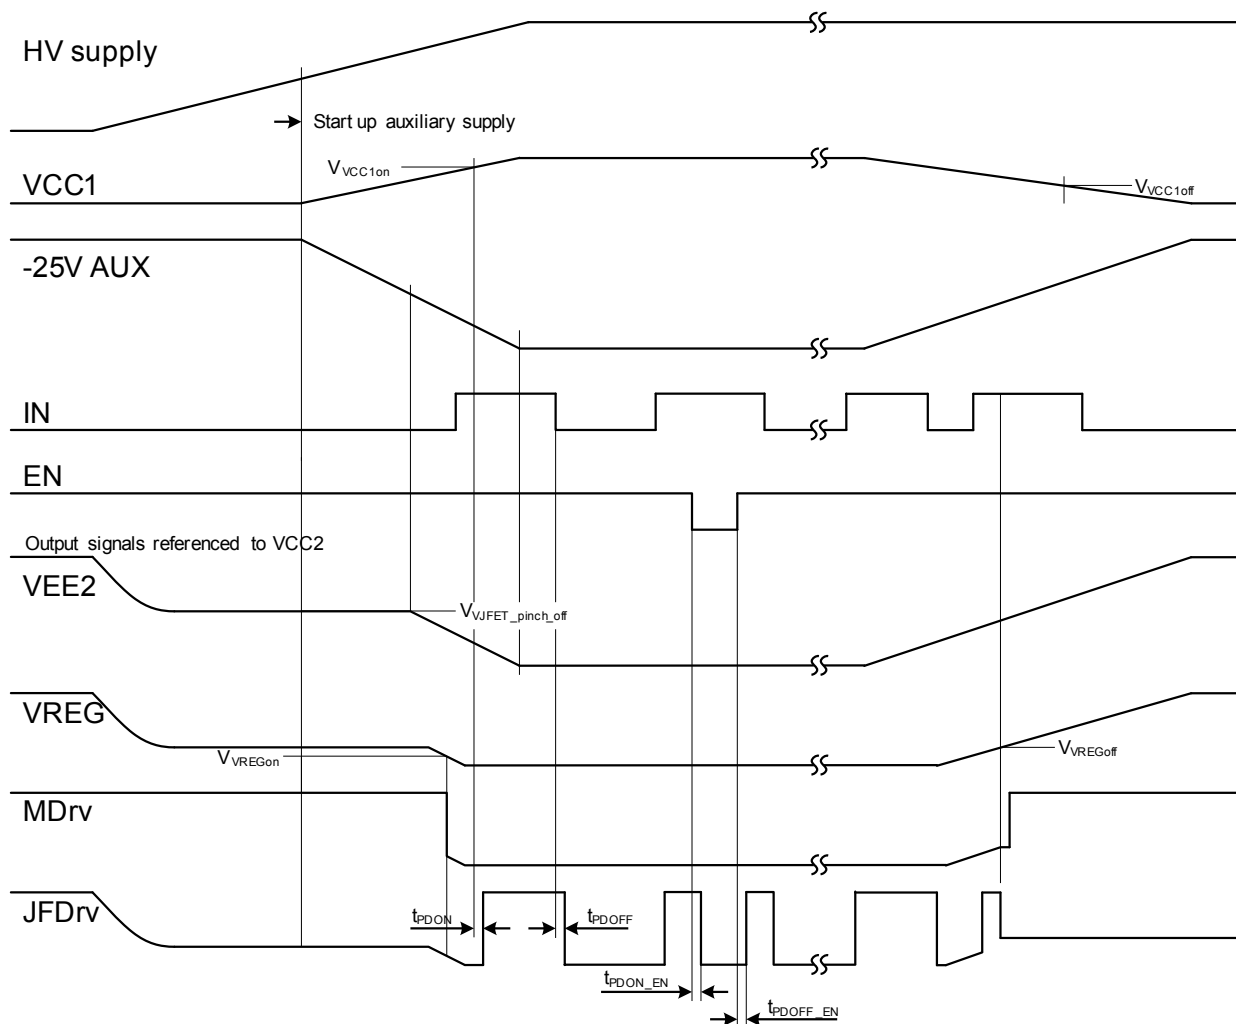 HV supply
Start up auxiliary supply
VVCC1on
VCC1
VVCC1off
-25V AUX
IN
EN
Output signals referenced to VCC2
VEE2
VVJFET_pinch_off
VREG
VVREGon
VVREGoff
MDrv
JFDrv
tPDON
tPDOFF
tPDON_EN
tPDOFF_EN